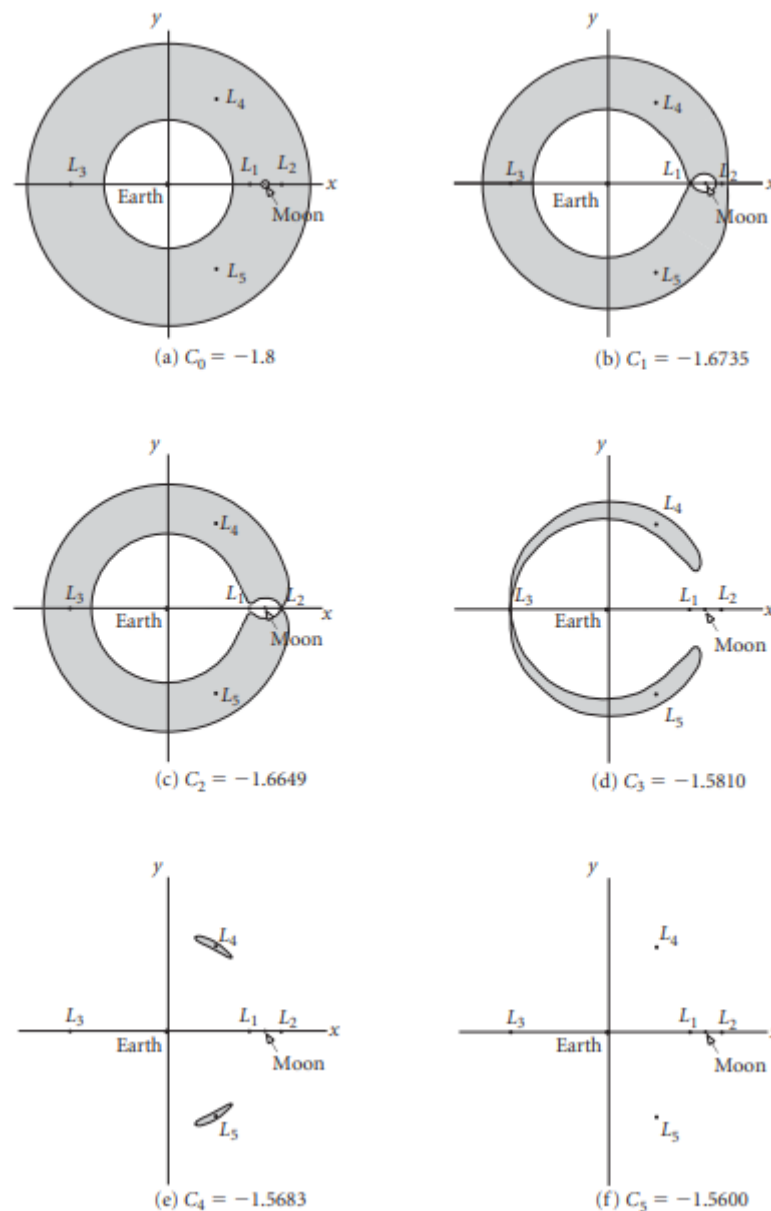 y
L4
L3
L1
L2
x
Earth
Moon
L5
(a) C0 = −1.8
y
L4
L1
L3
L2
x
Earth
Moon
L5
(b) C1 = −1.6735
y
L4
L3
L1
L2
x
Earth
Moon
L5
(c) C2 = −1.6649
y
L4
L3
L1
L2
x
Earth
Moon
L5
(d) C3 = −1.5810
y
L4
L3
L1
L2
x
Earth
Moon
L5
(e) C4 = −1.5683
y
L4
L3
L1
L2
x
Earth
Moon
L5
(f) C5 = −1.5600